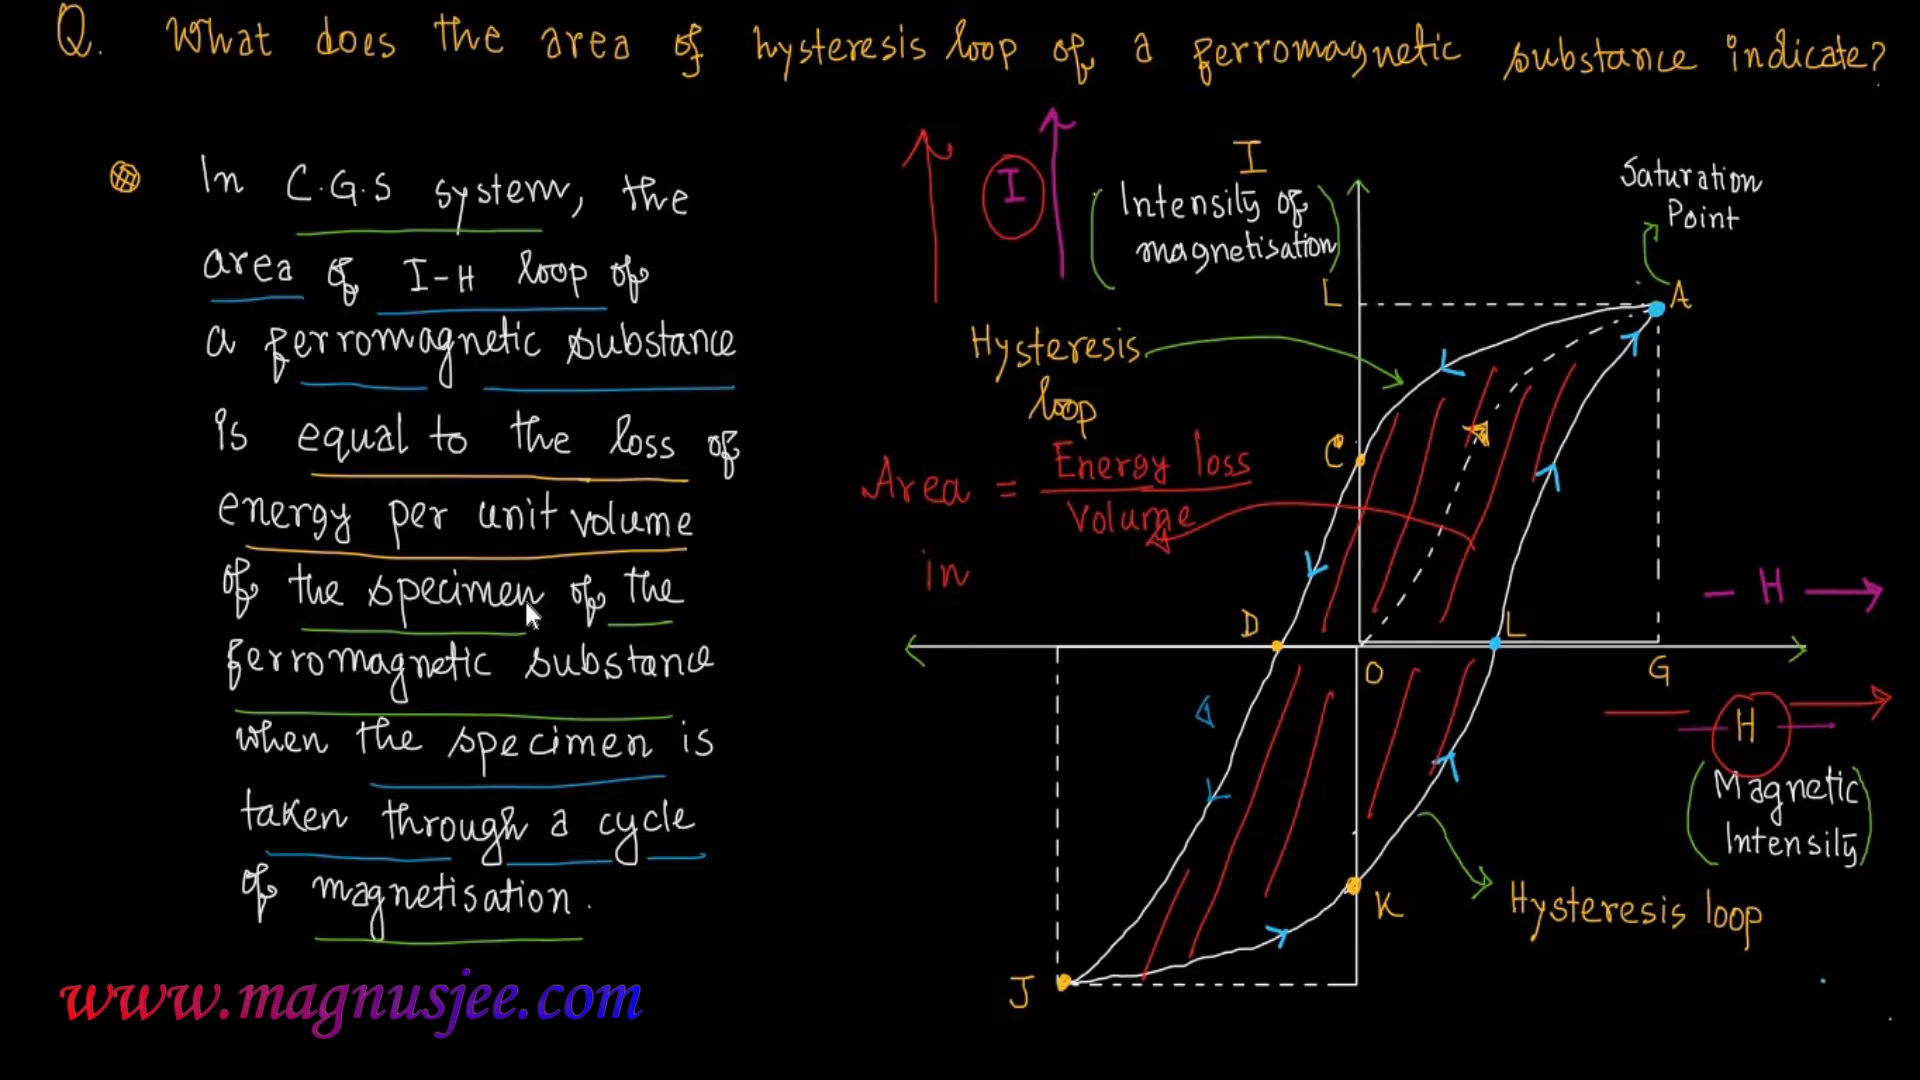 Q. What does the area of hysteresis loop of a ferromagnetic substance indicate?
In C.G.S system, the
area of I-H loop of
a ferromagnetic substance
is equal to the loss of
energy per unit volume
of the specimen of the
ferromagnetic substance
when the specimen is
taken through a cycle
of magnetisation.
www.magnusjee.com
I
I
(Intensity of
magnetisation)
Saturation
Point
L
A
Hysteresis
loop
C
Area = Energy loss
Volume
in
D
O
L
G
- H
H
(Magnetic
Intensity)
K
Hysteresis loop
J